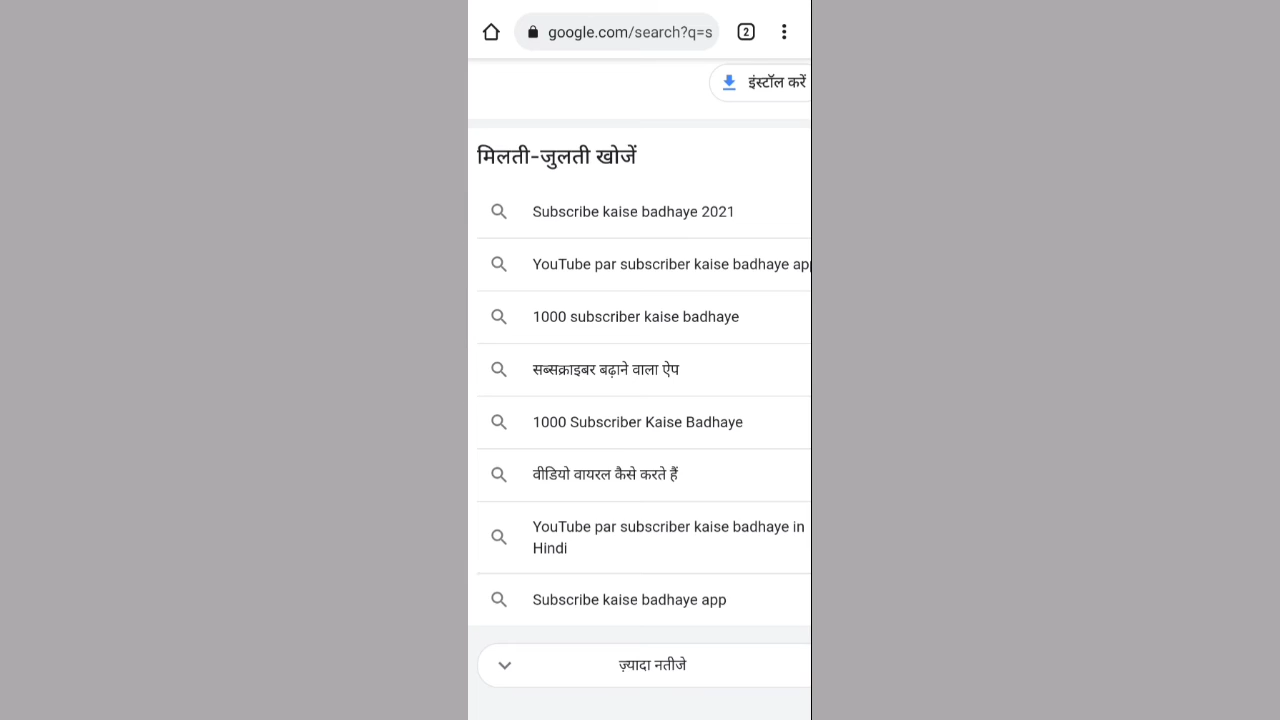 google.com/search?q=s
2
इंस्टॉल करें
मिलती-जुलती खोजें
Subscribe kaise badhaye 2021
YouTube par subscriber kaise badhaye app
1000 subscriber kaise badhaye
सब्सक्राइबर बढ़ाने वाला ऐप
1000 Subscriber Kaise Badhaye
वीडियो वायरल कैसे करते हैं
YouTube par subscriber kaise badhaye in
Hindi
Subscribe kaise badhaye app
ज़्यादा नतीजे